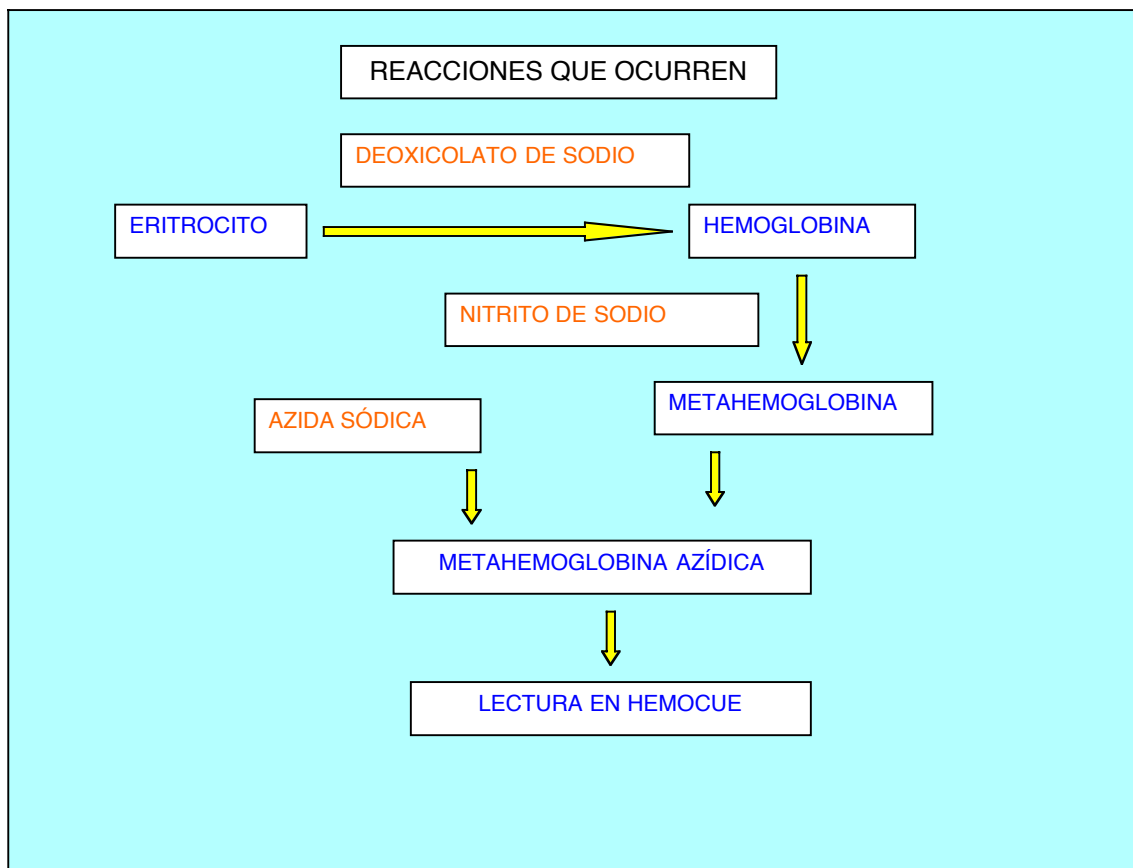 REACCIONES QUE OCURREN
DEOXICOLATO DE SODIO
ERITROCITO
HEMOGLOBINA
NITRITO DE SODIO
METAHEMOGLOBINA
AZIDA SÓDICA
METAHEMOGLOBINA AZÍDICA
LECTURA EN HEMOCUE